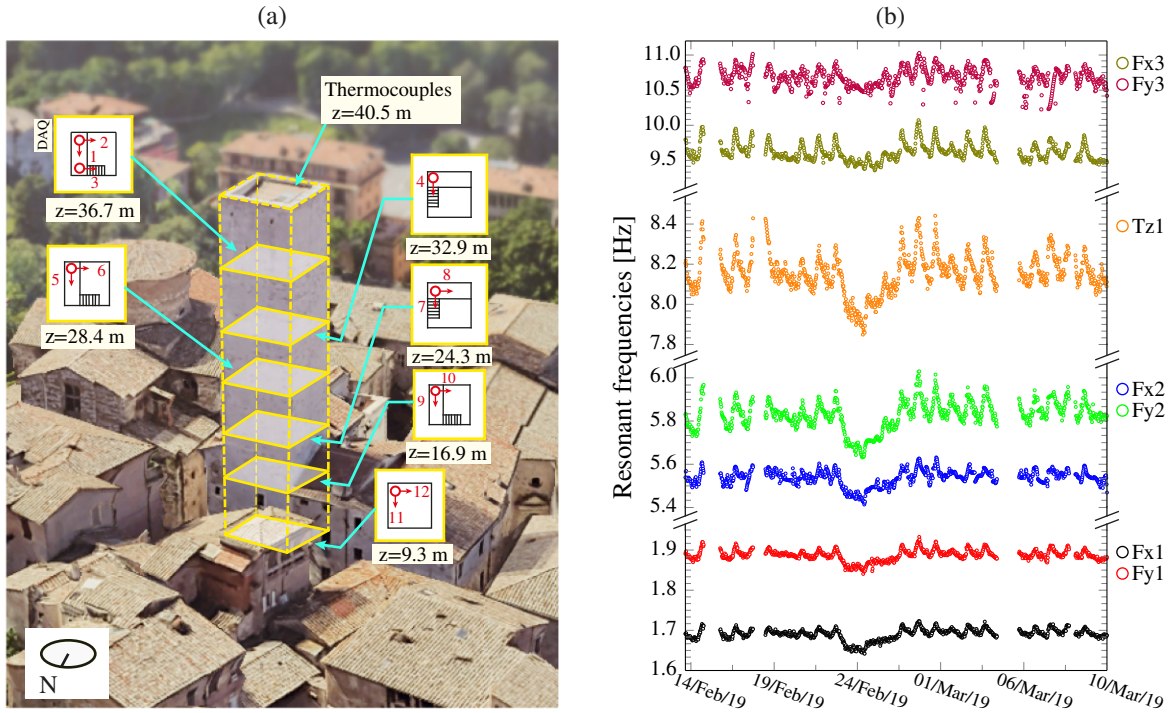 (a)
(b)
Thermocouples
z=40.5 m
DAQ
2
1
3
z=36.7 m
4
z=32.9 m
5
6
z=28.4 m
8
7
z=24.3 m
10
9
z=16.9 m
12
11
z=9.3 m
N
Resonant frequencies [Hz]
11.0
10.5
10.0
9.5
8.4
8.2
8.0
7.8
6.0
5.8
5.6
5.4
1.9
1.8
1.7
1.6
14/Feb/19
19/Feb/19
24/Feb/19
01/Mar/19
06/Mar/19
10/Mar/19
Fx3
Fy3
Tz1
Fx2
Fy2
Fx1
Fy1